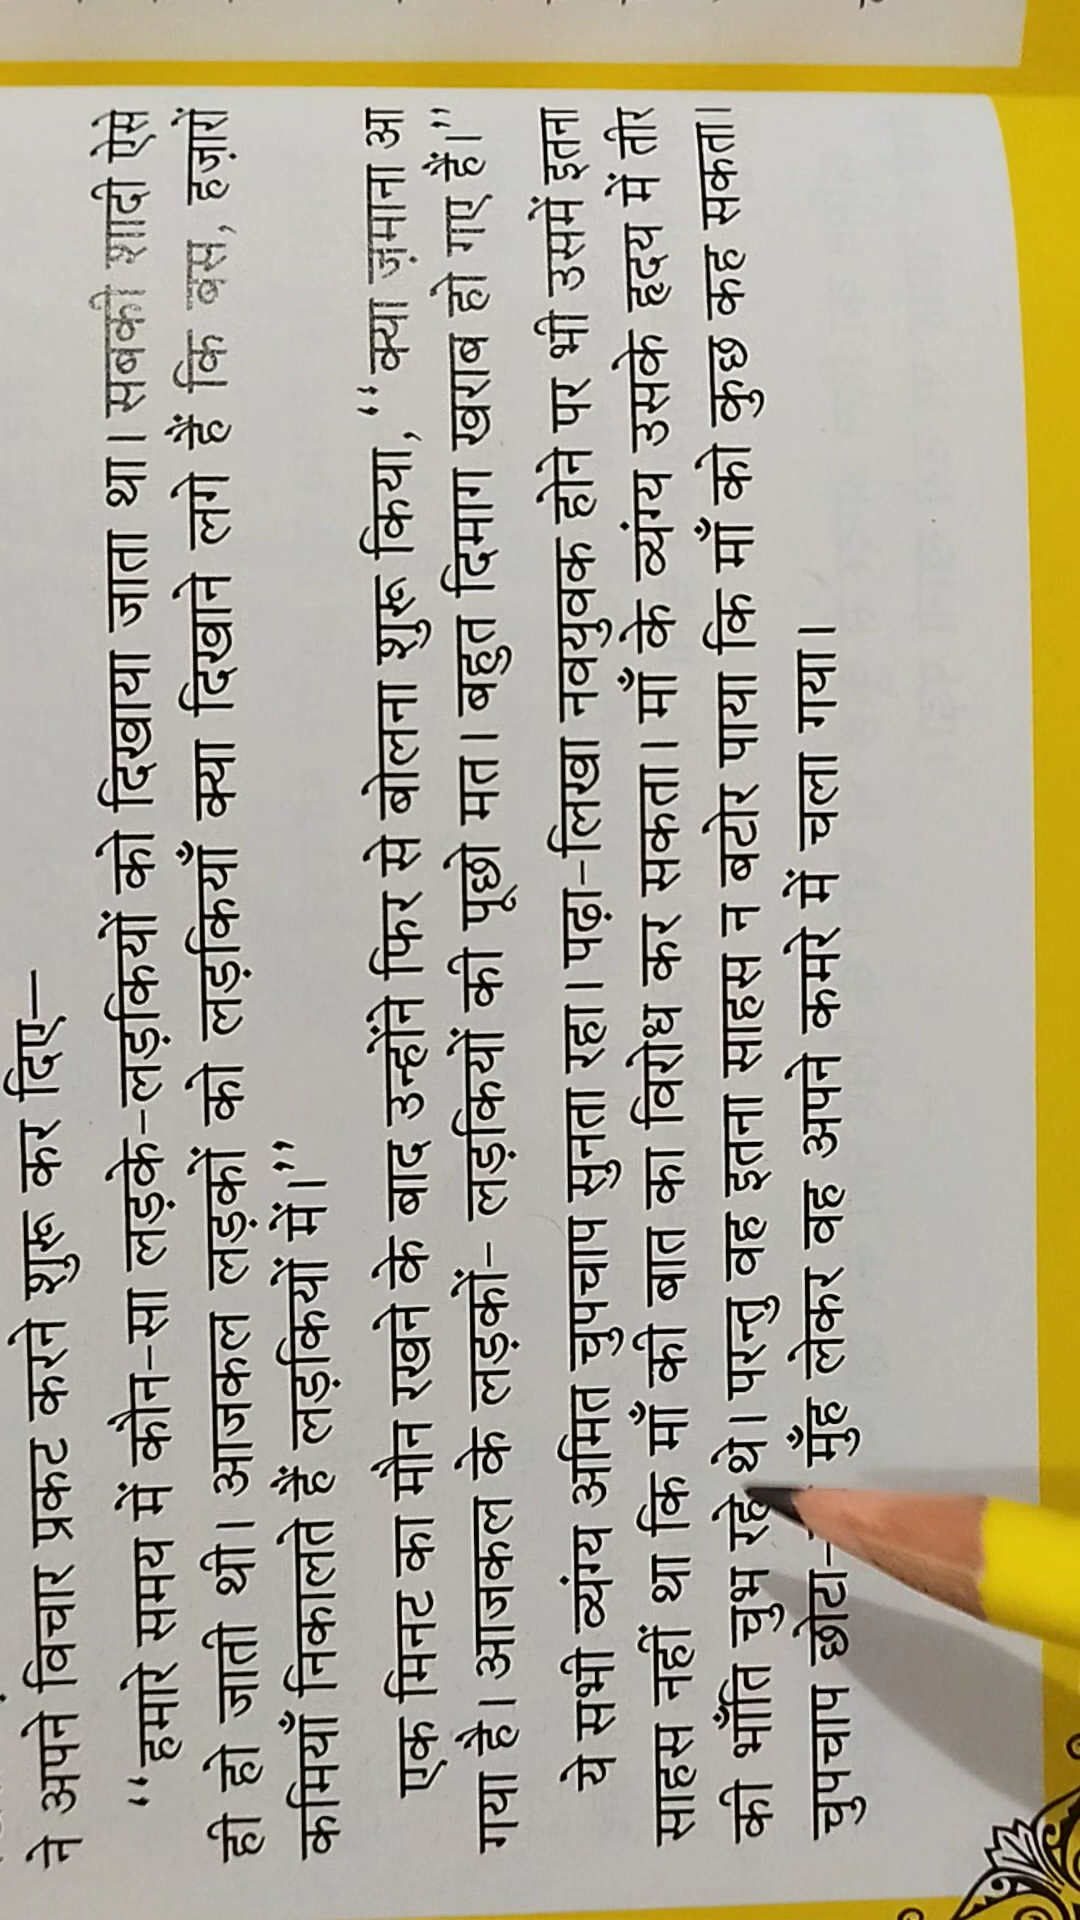 ने अपने विचार प्रकट करने शुरू कर दिए—
“हमारे समय में कौन-सा लड़के-लड़कियों को दिखाया जाता था। सबकी शादी ऐसे
ही हो जाती थी। आजकल लड़कों को लड़कियाँ क्या दिखाने लगे हैं कि बस, हज़ारों
कमियाँ निकालते हैं लड़कियों में।”
एक मिनट का मौन रखने के बाद उन्होंने फिर से बोलना शुरू किया, “क्या ज़माना आ
गया है। आजकल के लड़कों- लड़कियों की पूछो मत। बहुत दिमाग खराब हो गए हैं।”
ये सभी व्यंग्य अमित चुपचाप सुनता रहा। पढ़ा-लिखा नवयुवक होने पर भी उसमें इतना
साहस नहीं था कि माँ की बात का विरोध कर सकता। माँ के व्यंग्य उसके हृदय में तीर
की भाँति चुभ रहे थे। परन्तु वह इतना साहस न बटोर पाया कि माँ को कुछ कह सकता।
चुपचाप छोटा- मुँह लेकर वह अपने कमरे में चला गया।